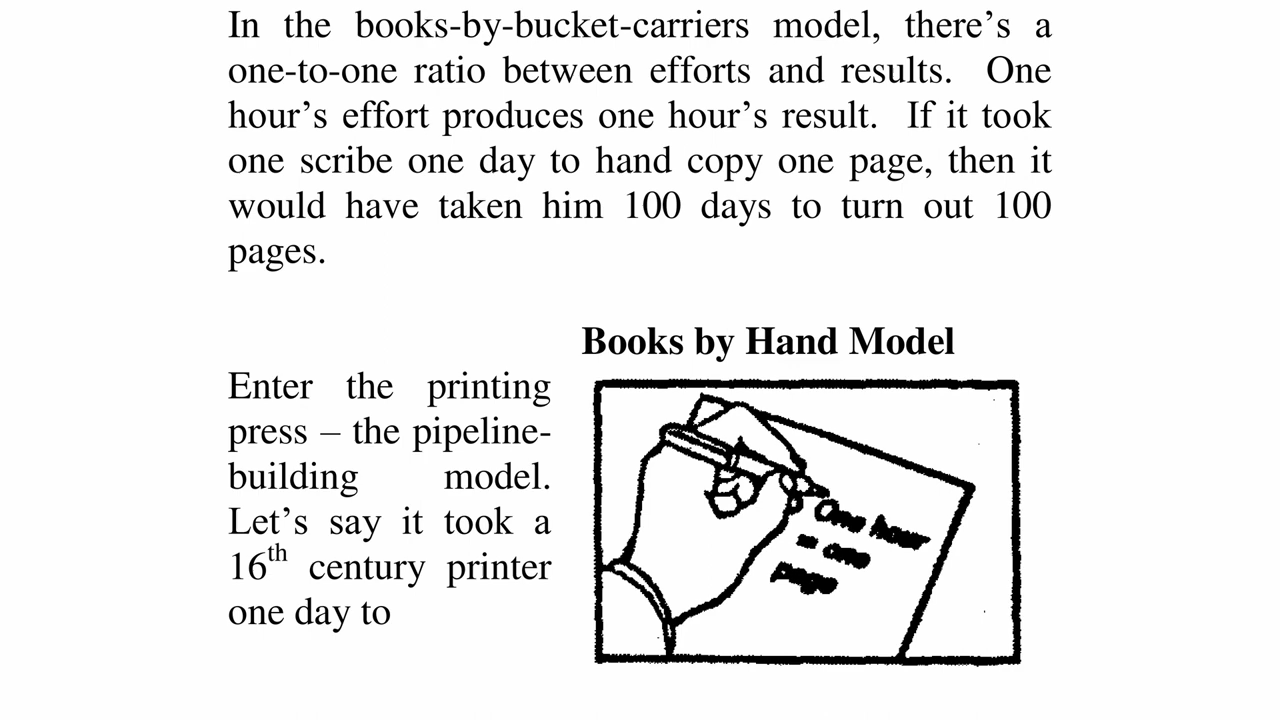 In the books-by-bucket-carriers model, there’s a
one-to-one ratio between efforts and results. One
hour’s effort produces one hour’s result. If it took
one scribe one day to hand copy one page, then it
would have taken him 100 days to turn out 100
pages.
Books by Hand Model
Enter the printing
press – the pipeline-
building model.
Let’s say it took a
16th century printer
one day to
One hour
= one
page